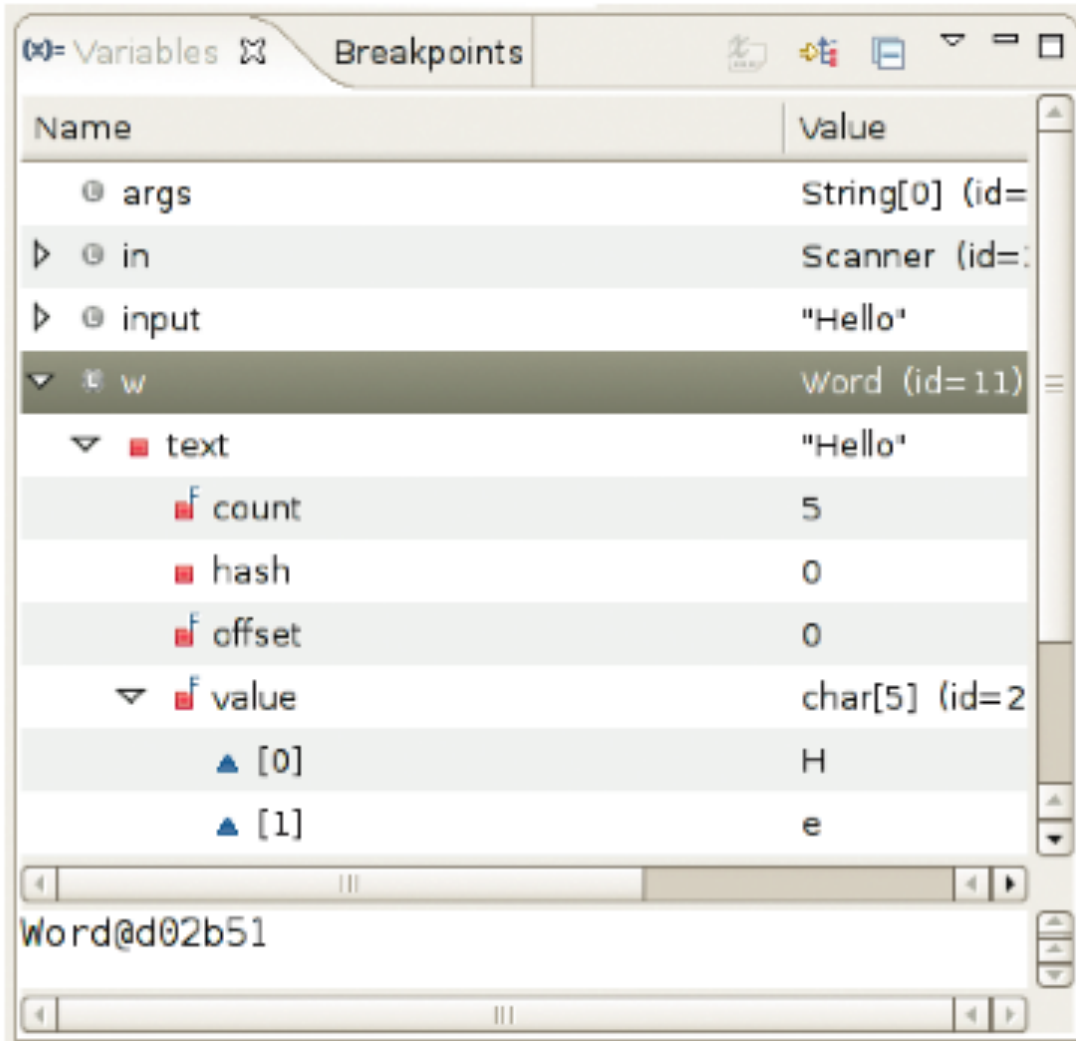 (x)= Variables Breakpoints
Name Value
args String[0] (id=
in Scanner (id=
input "Hello"
w Word (id=11)
text "Hello"
count 5
hash 0
offset 0
value char[5] (id=2
[0] H
[1] e
Word@d02b51